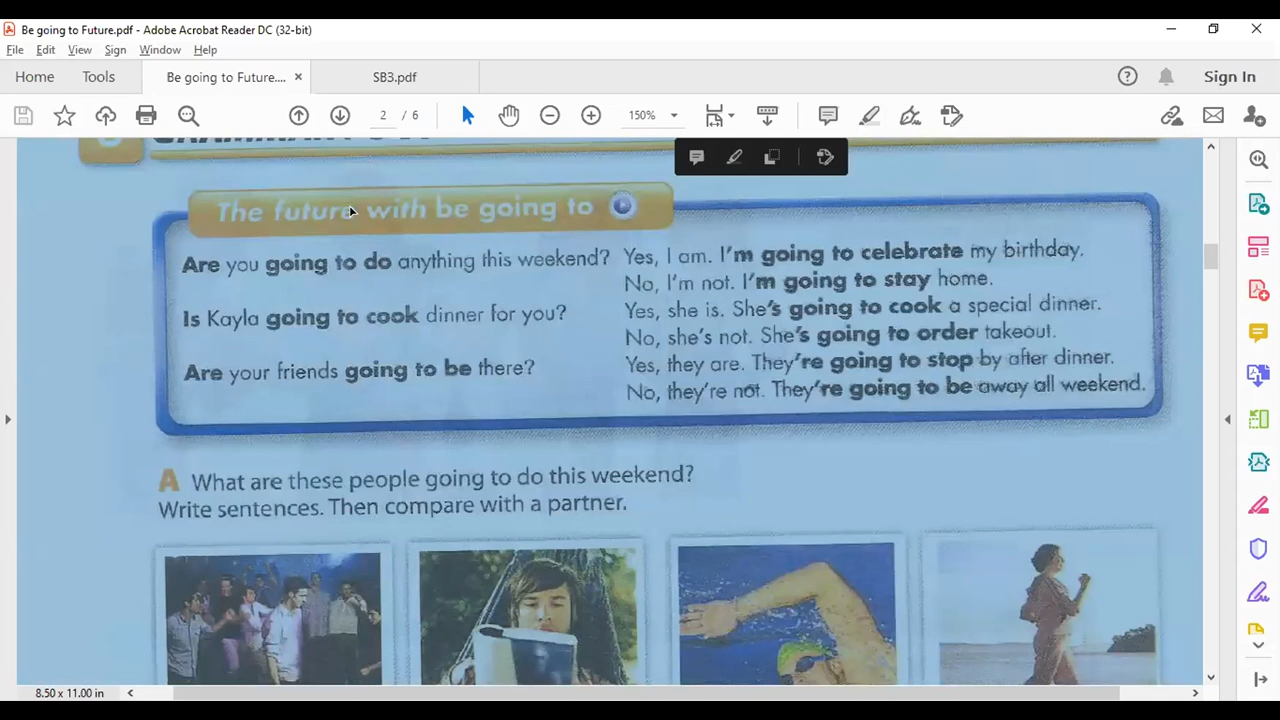 Be going to Future.pdf - Adobe Acrobat Reader DC (32-bit)
File Edit View Sign Window Help
Home Tools Be going to Future.... × SB3.pdf Sign In
2 / 6 150%
The future with be going to
Are you going to do anything this weekend? Yes, I am. I'm going to celebrate my birthday.
No, I'm not. I'm going to stay home.
Is Kayla going to cook dinner for you? Yes, she is. She's going to cook a special dinner.
No, she's not. She's going to order takeout.
Are your friends going to be there? Yes, they are. They're going to stop by after dinner.
No, they're not. They're going to be away all weekend.
A What are these people going to do this weekend?
Write sentences. Then compare with a partner.
8.50 x 11.00 in